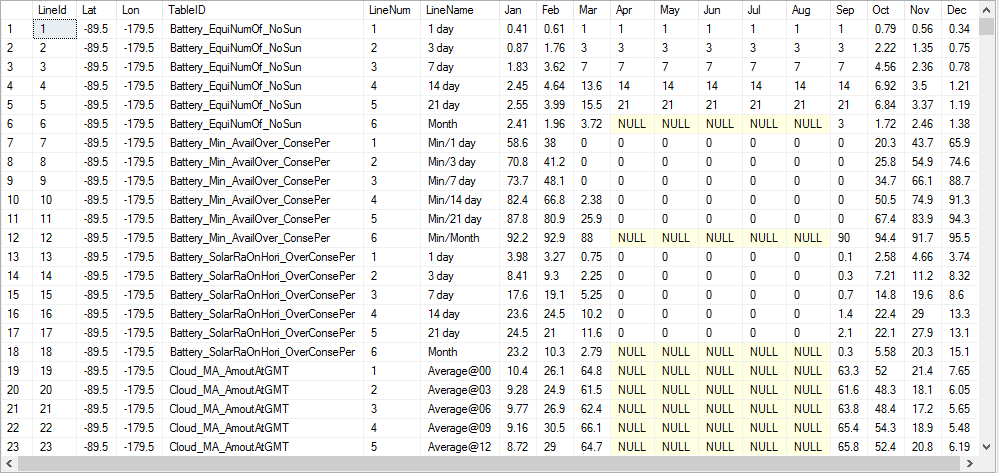 LineId Lat Lon TableID LineNum LineName Jan Feb Mar Apr May Jun Jul Aug Sep Oct Nov Dec
1 1 -89.5 -179.5 Battery_EquiNumOf_NoSun 1 1 day 0.41 0.61 1 1 1 1 1 1 1 0.79 0.56 0.34
2 2 -89.5 -179.5 Battery_EquiNumOf_NoSun 2 3 day 0.87 1.76 3 3 3 3 3 3 3 2.22 1.35 0.75
3 3 -89.5 -179.5 Battery_EquiNumOf_NoSun 3 7 day 1.83 3.62 7 7 7 7 7 7 7 4.56 2.36 0.78
4 4 -89.5 -179.5 Battery_EquiNumOf_NoSun 4 14 day 2.45 4.64 13.6 14 14 14 14 14 14 6.92 3.5 1.21
5 5 -89.5 -179.5 Battery_EquiNumOf_NoSun 5 21 day 2.55 3.99 15.5 21 21 21 21 21 21 6.84 3.37 1.19
6 6 -89.5 -179.5 Battery_EquiNumOf_NoSun 6 Month 2.41 1.96 3.72 NULL NULL NULL NULL NULL 3 1.72 2.46 1.38
7 7 -89.5 -179.5 Battery_Min_AvailOver_ConsePer 1 Min/1 day 58.6 38 0 0 0 0 0 0 0 20.3 43.7 65.9
8 8 -89.5 -179.5 Battery_Min_AvailOver_ConsePer 2 Min/3 day 70.8 41.2 0 0 0 0 0 0 0 25.8 54.9 74.6
9 9 -89.5 -179.5 Battery_Min_AvailOver_ConsePer 3 Min/7 day 73.7 48.1 0 0 0 0 0 0 0 34.7 66.1 88.7
10 10 -89.5 -179.5 Battery_Min_AvailOver_ConsePer 4 Min/14 day 82.4 66.8 2.38 0 0 0 0 0 0 50.5 74.9 91.3
11 11 -89.5 -179.5 Battery_Min_AvailOver_ConsePer 5 Min/21 day 87.8 80.9 25.9 0 0 0 0 0 0 67.4 83.9 94.3
12 12 -89.5 -179.5 Battery_Min_AvailOver_ConsePer 6 Min/Month 92.2 92.9 88 NULL NULL NULL NULL NULL 90 94.4 91.7 95.5
13 13 -89.5 -179.5 Battery_SolarRaOnHori_OverConsePer 1 1 day 3.98 3.27 0.75 0 0 0 0 0 0.1 2.58 4.66 3.74
14 14 -89.5 -179.5 Battery_SolarRaOnHori_OverConsePer 2 3 day 8.41 9.3 2.25 0 0 0 0 0 0.3 7.21 11.2 8.32
15 15 -89.5 -179.5 Battery_SolarRaOnHori_OverConsePer 3 7 day 17.6 19.1 5.25 0 0 0 0 0 0.7 14.8 19.6 8.6
16 16 -89.5 -179.5 Battery_SolarRaOnHori_OverConsePer 4 14 day 23.6 24.5 10.2 0 0 0 0 0 1.4 22.4 29 13.3
17 17 -89.5 -179.5 Battery_SolarRaOnHori_OverConsePer 5 21 day 24.5 21 11.6 0 0 0 0 0 2.1 22.1 27.9 13.1
18 18 -89.5 -179.5 Battery_SolarRaOnHori_OverConsePer 6 Month 23.2 10.3 2.79 NULL NULL NULL NULL NULL 0.3 5.58 20.3 15.1
19 19 -89.5 -179.5 Cloud_MA_AmoutAtGMT 1 Average@00 10.4 26.1 64.8 NULL NULL NULL NULL NULL 63.3 52 21.4 7.65
20 20 -89.5 -179.5 Cloud_MA_AmoutAtGMT 2 Average@03 9.28 24.9 61.5 NULL NULL NULL NULL NULL 61.6 48.3 18.1 6.05
21 21 -89.5 -179.5 Cloud_MA_AmoutAtGMT 3 Average@06 9.77 26.9 62.4 NULL NULL NULL NULL NULL 63.8 48.4 17.2 5.65
22 22 -89.5 -179.5 Cloud_MA_AmoutAtGMT 4 Average@09 9.16 30.5 66.1 NULL NULL NULL NULL NULL 65.4 54.3 18.9 5.48
23 23 -89.5 -179.5 Cloud_MA_AmoutAtGMT 5 Average@12 8.72 29 64.7 NULL NULL NULL NULL NULL 65.8 52.4 20.8 6.19